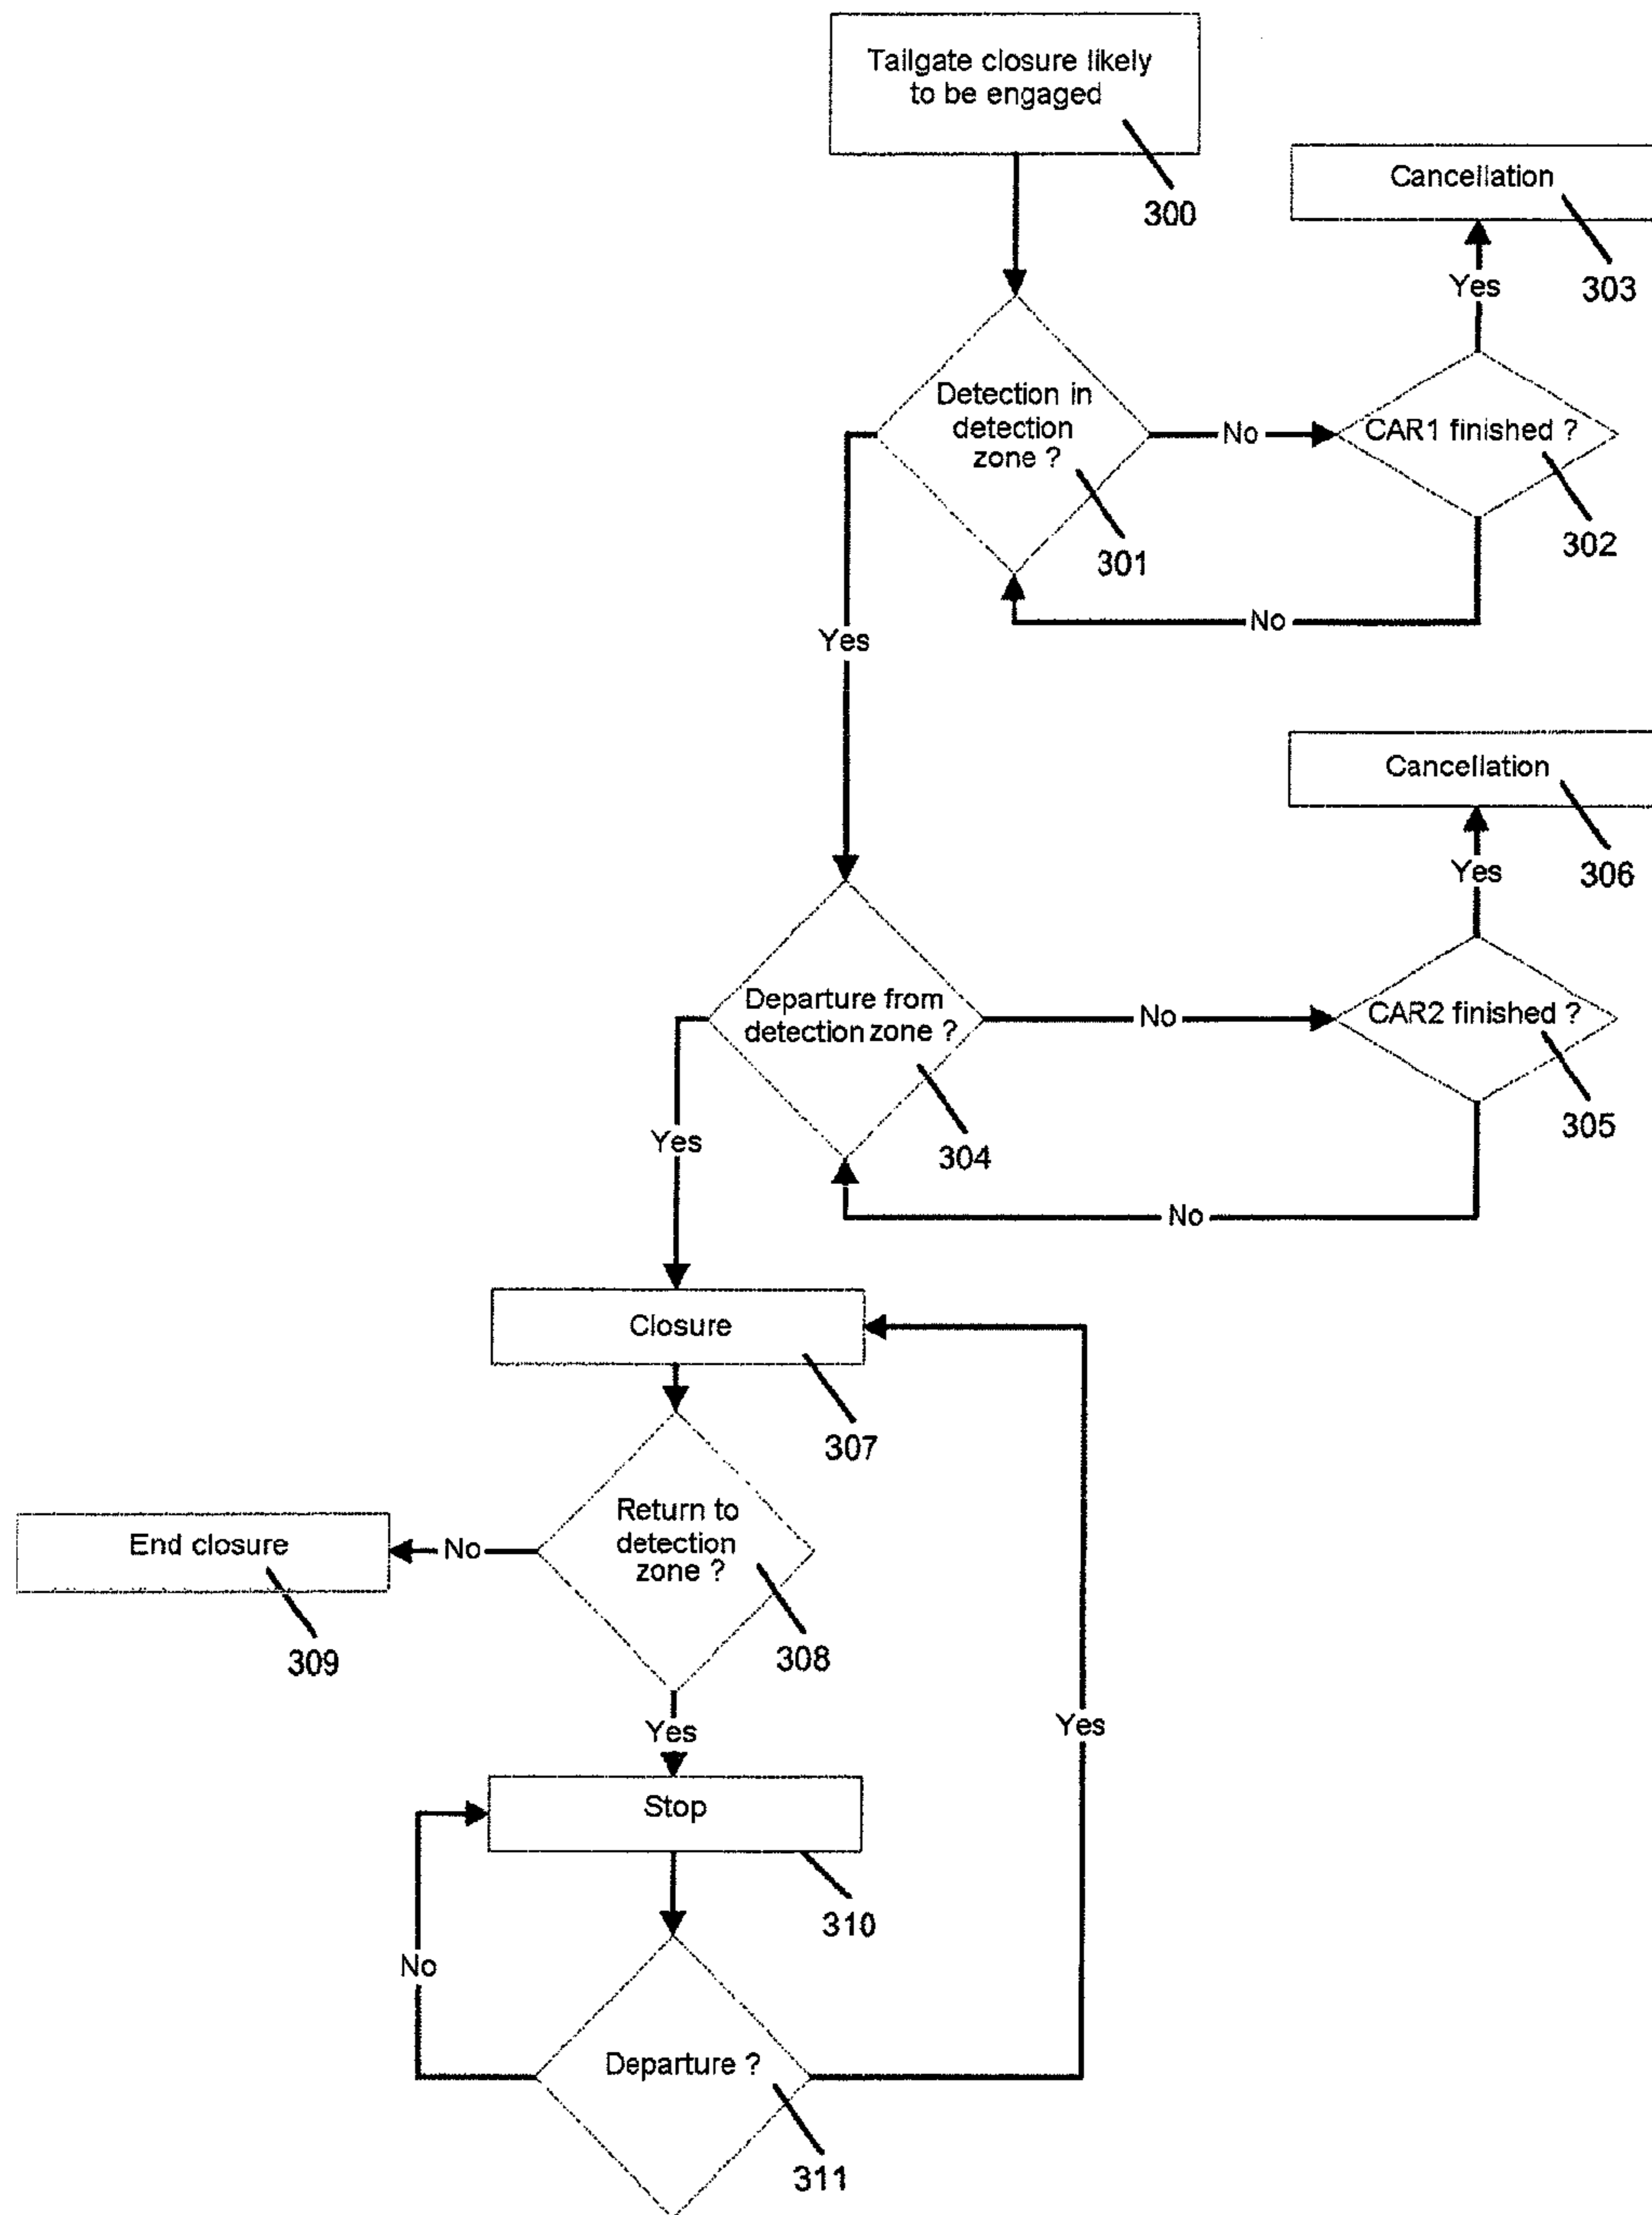 Tailgate closure likely
to be engaged
300
Cancellation
303
Yes
Detection in
detection
zone ?
301
No
CAR1 finished ?
302
No
Yes
Cancellation
306
Yes
Departure from
detection zone ?
304
No
CAR2 finished ?
305
No
Yes
Closure
307
Return to
detection
zone ?
308
No
End closure
309
Yes
Yes
Stop
310
No
Departure ?
311